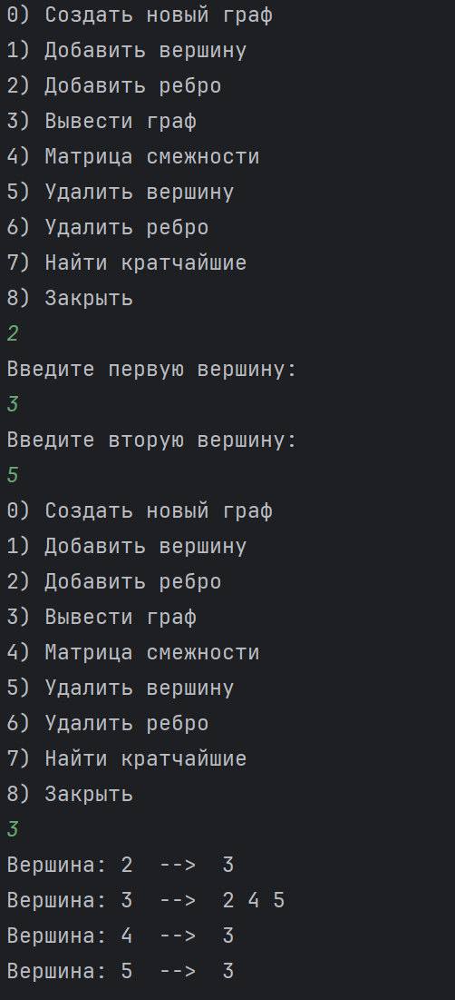 0) Создать новый граф
1) Добавить вершину
2) Добавить ребро
3) Вывести граф
4) Матрица смежности
5) Удалить вершину
6) Удалить ребро
7) Найти кратчайшие
8) Закрыть
2
Введите первую вершину:
3
Введите вторую вершину:
5
0) Создать новый граф
1) Добавить вершину
2) Добавить ребро
3) Вывести граф
4) Матрица смежности
5) Удалить вершину
6) Удалить ребро
7) Найти кратчайшие
8) Закрыть
3
Вершина: 2  -->  3
Вершина: 3  -->  2 4 5
Вершина: 4  -->  3
Вершина: 5  -->  3